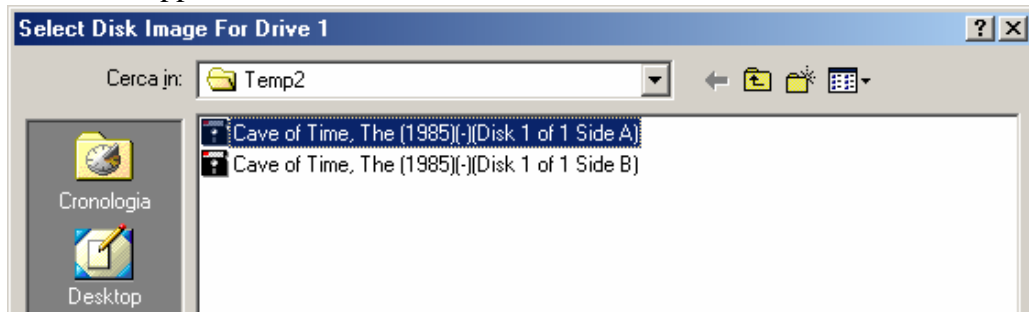 Select Disk Image For Drive 1
Cerca in: Temp2
Cave of Time, The (1985)(-)(Disk 1 of 1 Side A)
Cave of Time, The (1985)(-)(Disk 1 of 1 Side B)
Cronologia
Desktop